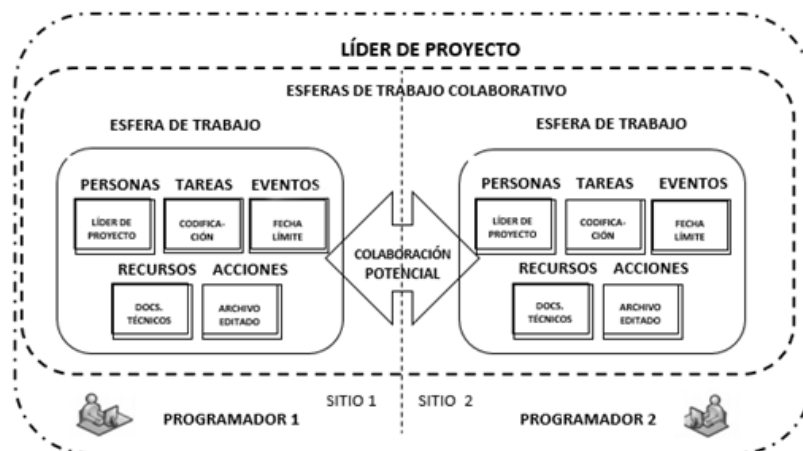 LÍDER DE PROYECTO
ESFERAS DE TRABAJO COLABORATIVO
ESFERA DE TRABAJO
PERSONAS TAREAS EVENTOS
LÍDER DE
PROYECTO
CODIFICA-
CIÓN
FECHA
LÍMITE
RECURSOS ACCIONES
DOCS.
TÉCNICOS
ARCHIVO
EDITADO
COLABORACIÓN
POTENCIAL
ESFERA DE TRABAJO
PERSONAS TAREAS EVENTOS
LÍDER DE
PROYECTO
CODIFICA-
CIÓN
FECHA
LÍMITE
RECURSOS ACCIONES
DOCS.
TÉCNICOS
ARCHIVO
EDITADO
SITIO 1 SITIO 2
PROGRAMADOR 1
PROGRAMADOR 2